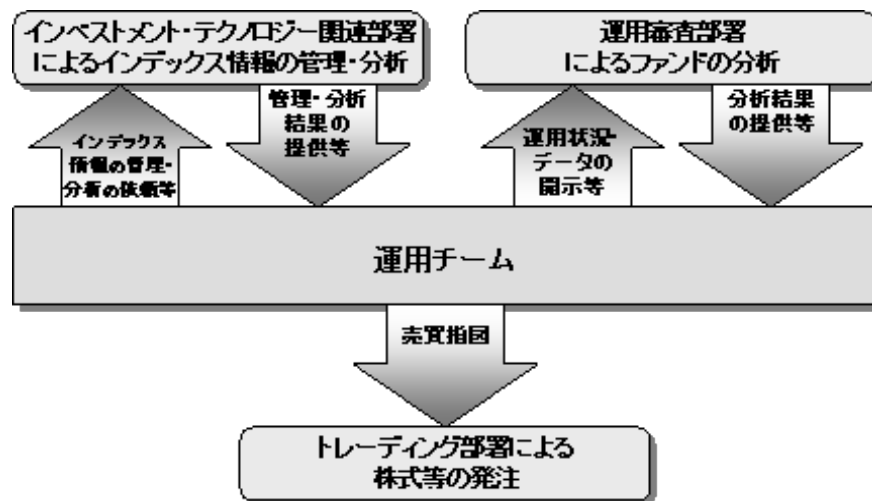 インベストメント・テクノロジー関連部署
によるインデックス情報の管理・分析
運用審査部署
によるファンドの分析
インデックス
情報の管理・
分析の依頼等
管理・分析
結果の
提供等
運用状況・
データの
開示等
分析結果
の提供等
運用チーム
売買指図
トレーディング部署による
株式等の発注